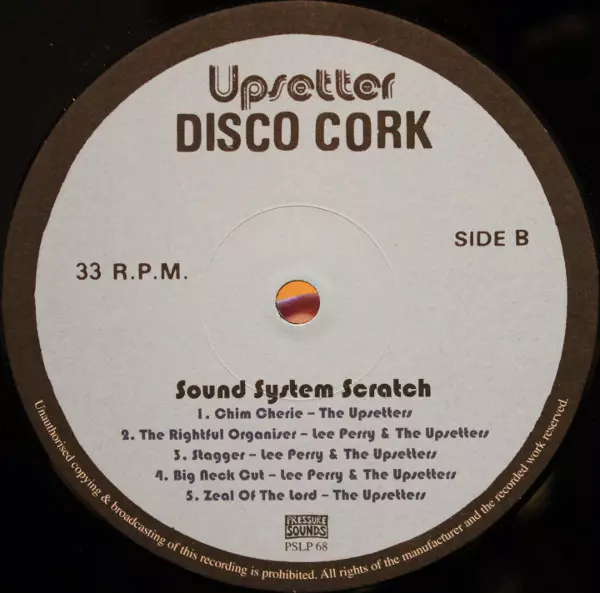 Upsetter
DISCO CORK
SIDE B
33 R.P.M.
Sound System Scratch
1. Chim Cherie – The Upsetters
2. The Rightful Organiser – Lee Perry & The Upsetters
3. Stagger – Lee Perry & The Upsetters
4. Big Neck Cut – Lee Perry & The Upsetters
5. Zeal Of The Lord – The Upsetters
PRESSURE
SOUNDS
PSLP 68
Unauthorised copying & broadcasting of this recording is prohibited. All rights of the manufacturer and the recorded work reserved.